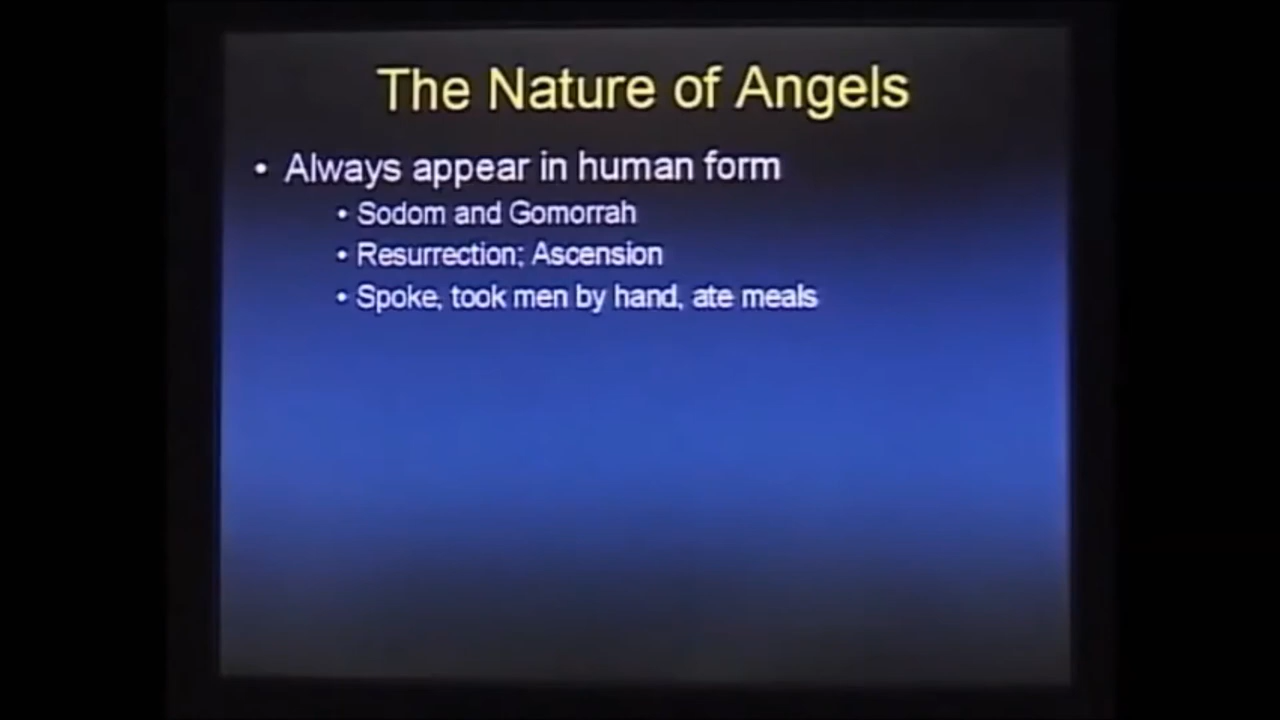 The Nature of Angels
• Always appear in human form
• Sodom and Gomorrah
• Resurrection; Ascension
• Spoke, took men by hand, ate meals